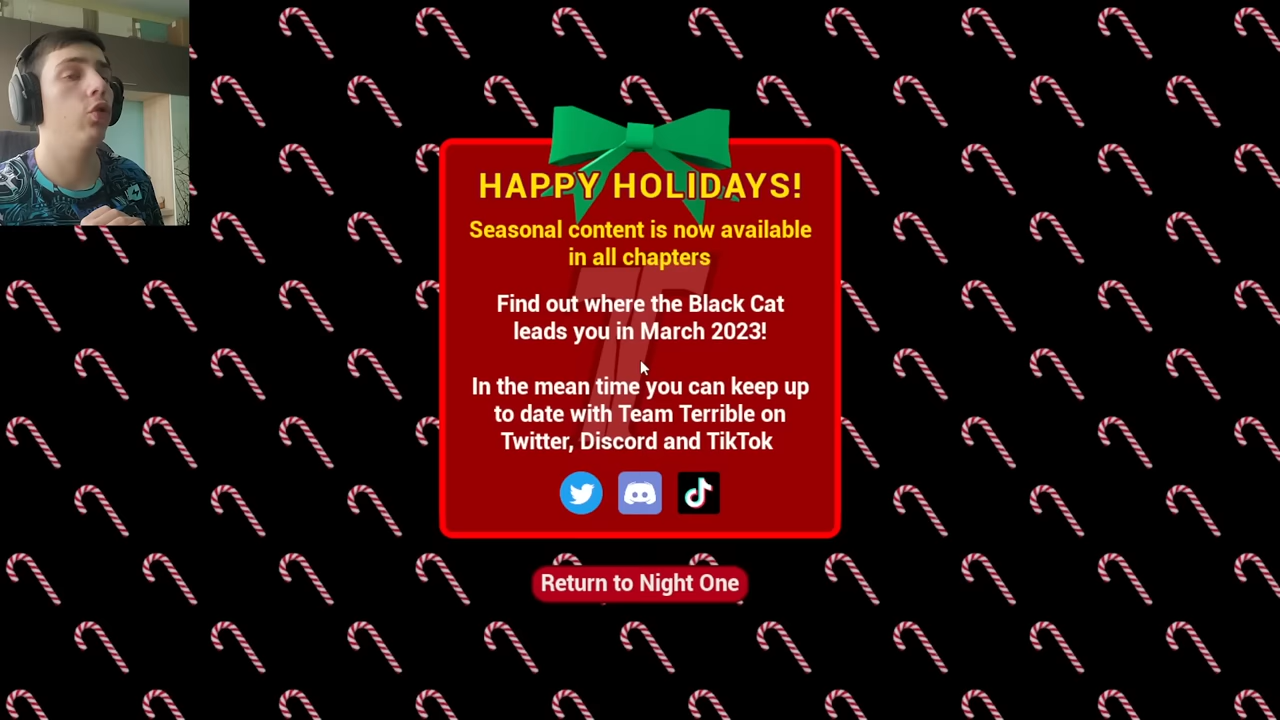 HAPPY HOLIDAYS!
Seasonal content is now available
in all chapters
Find out where the Black Cat
leads you in March 2023!
In the mean time you can keep up
to date with Team Terrible on
Twitter, Discord and TikTok
Return to Night One